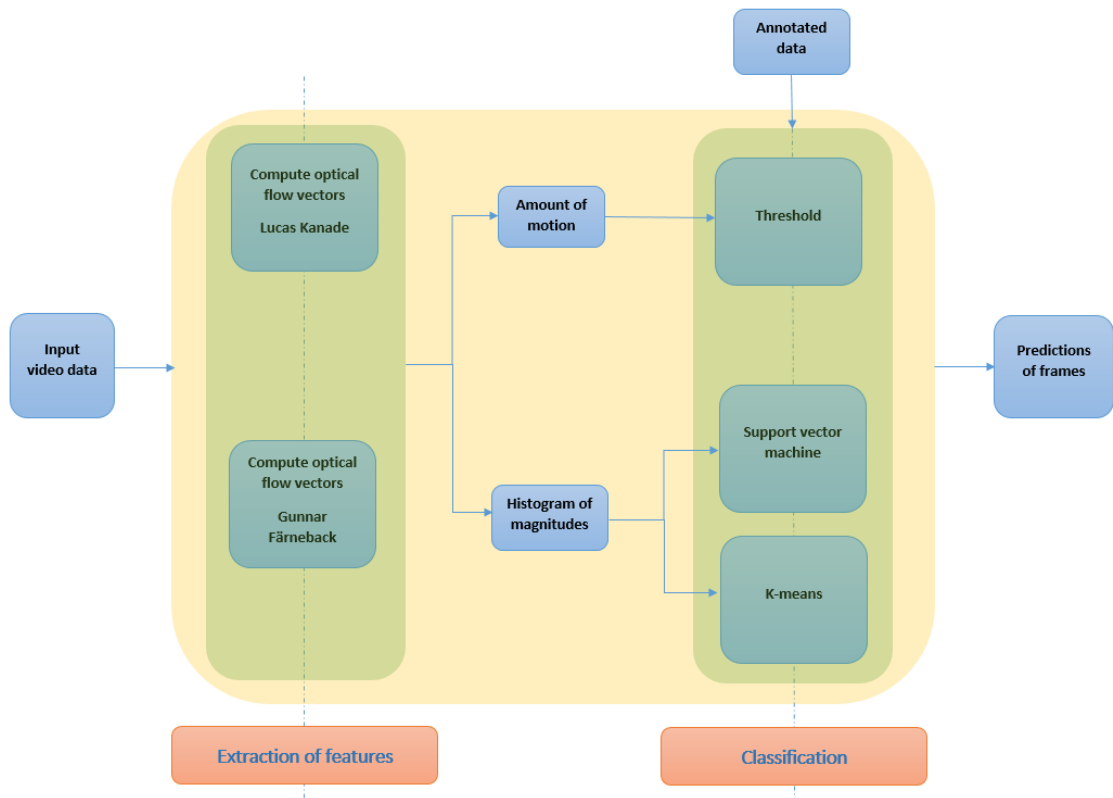 Annotated
data
Compute optical
flow vectors
Lucas Kanade
Amount of
motion
Threshold
Input
video data
Predictions
of frames
Compute optical
flow vectors
Gunnar
Färneback
Histogram of
magnitudes
Support vector
machine
K-means
Extraction of features
Classification